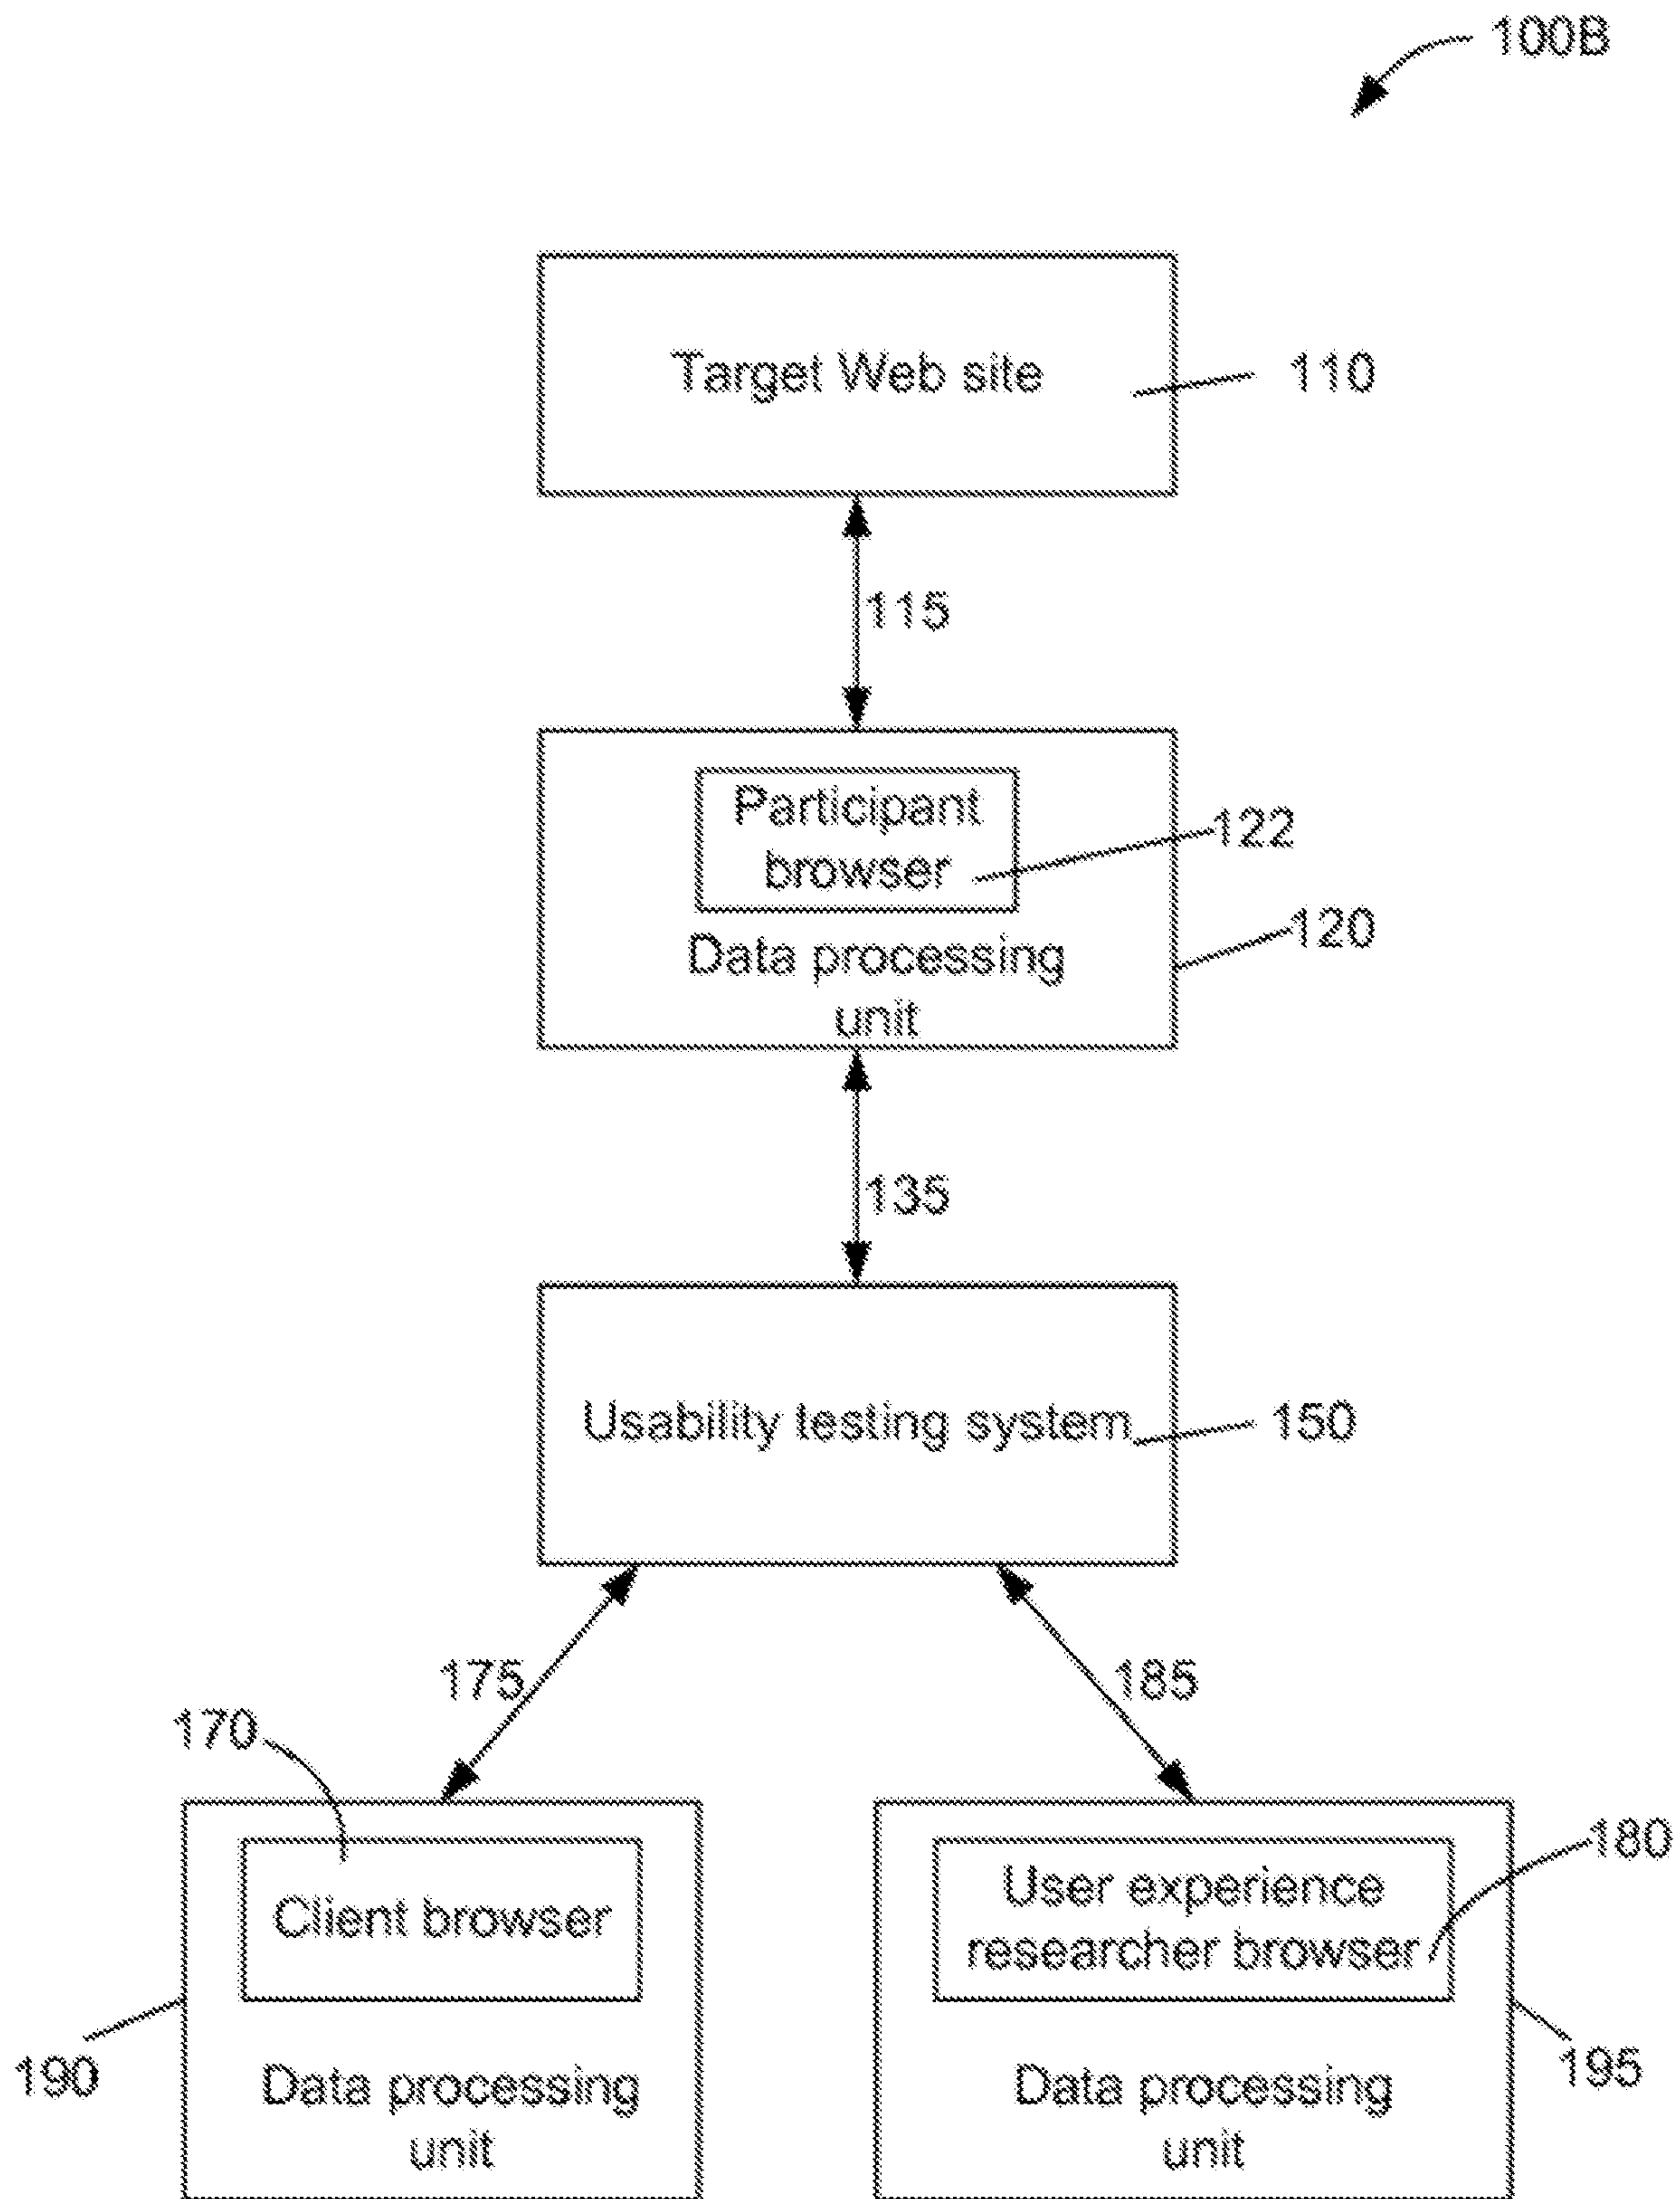 100B
Target Web site
110
115
Participant
browser
122
120
Data processing
unit
135
Usability testing system
150
175
185
170
180
Client browser
User experience
researcher browser
190
195
Data processing
unit
Data processing
unit